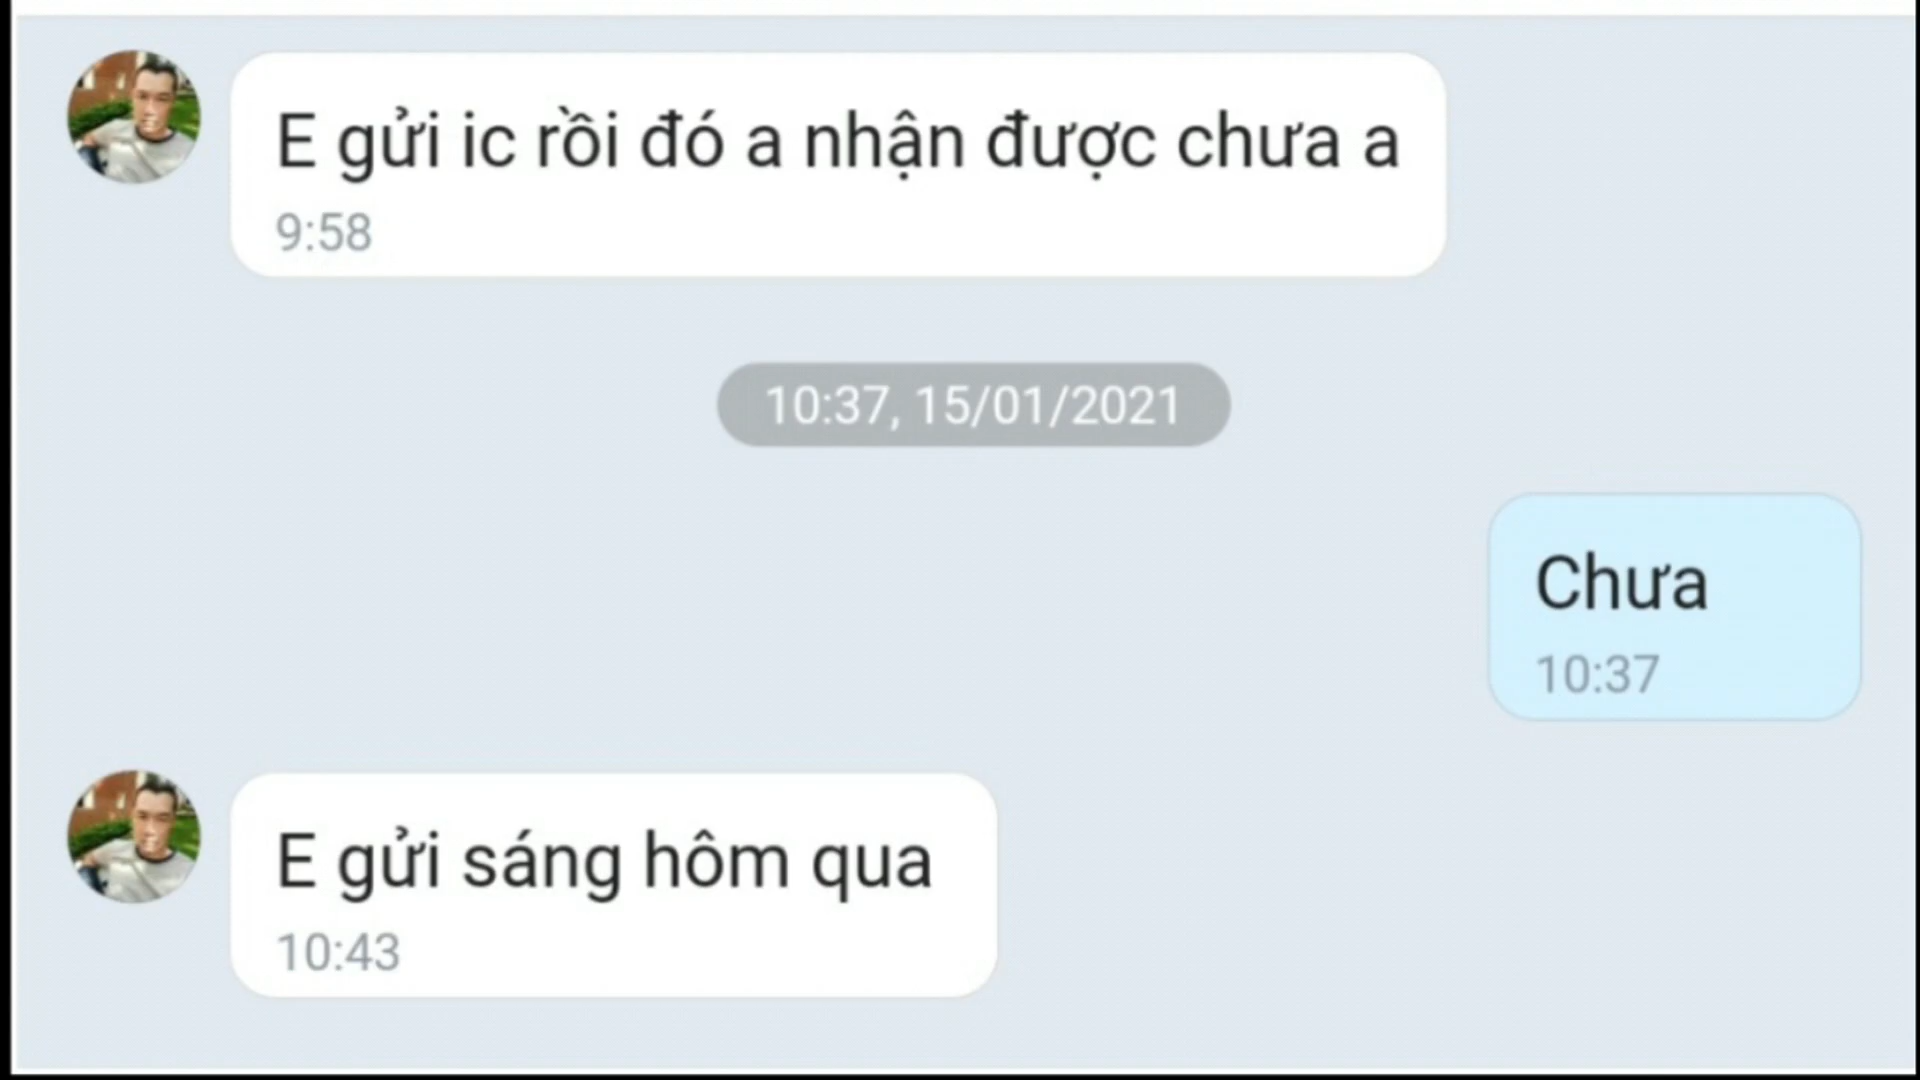 E gửi ic rồi đó a nhận được chưa a
9:58
10:37, 15/01/2021
Chưa
10:37
E gửi sáng hôm qua
10:43